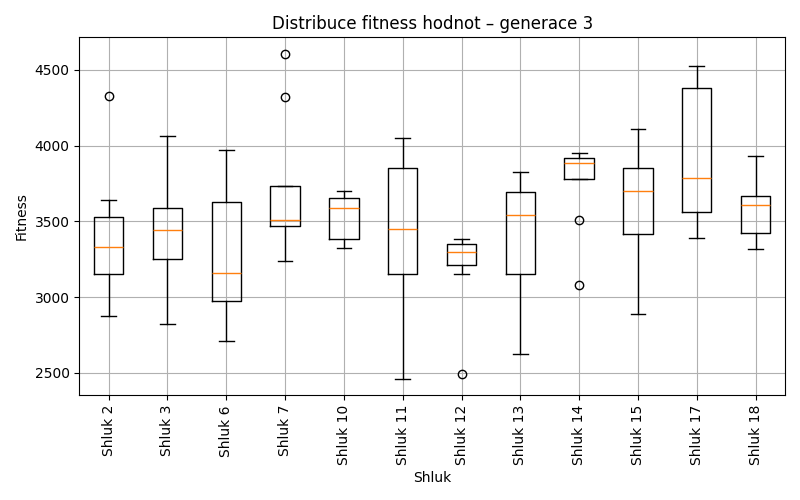 Distribuce fitness hodnot – generace 3
Fitness
4500
4000
3500
3000
2500
Shluk 2
Shluk 3
Shluk 6
Shluk 7
Shluk 10
Shluk 11
Shluk 12
Shluk 13
Shluk 14
Shluk 15
Shluk 17
Shluk 18
Shluk